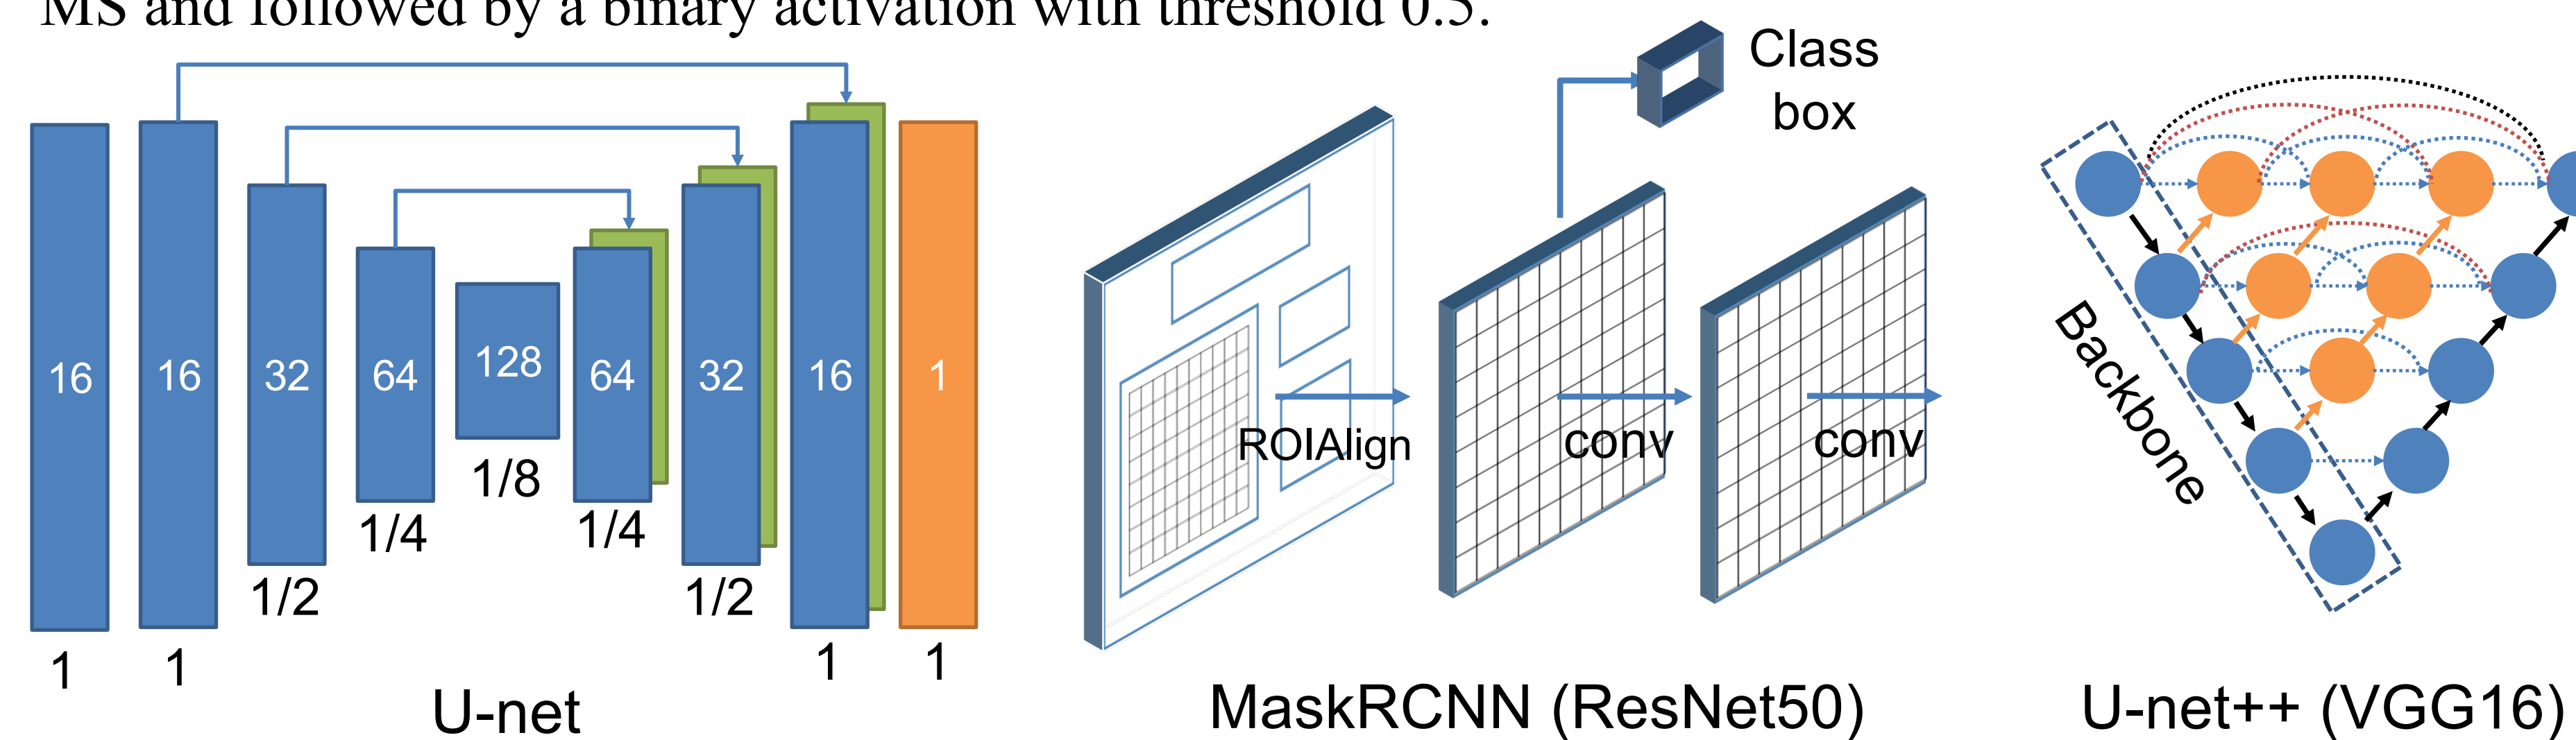 MS and followed by a binary activation with threshold 0.5.
Class
box
16
16
32
64
128
64
32
16
1
1
1
1/2
1/4
1/8
1/4
1/2
1
1
U-net
ROIAlign
conv
conv
MaskRCNN (ResNet50)
Backbone
U-net++ (VGG16)